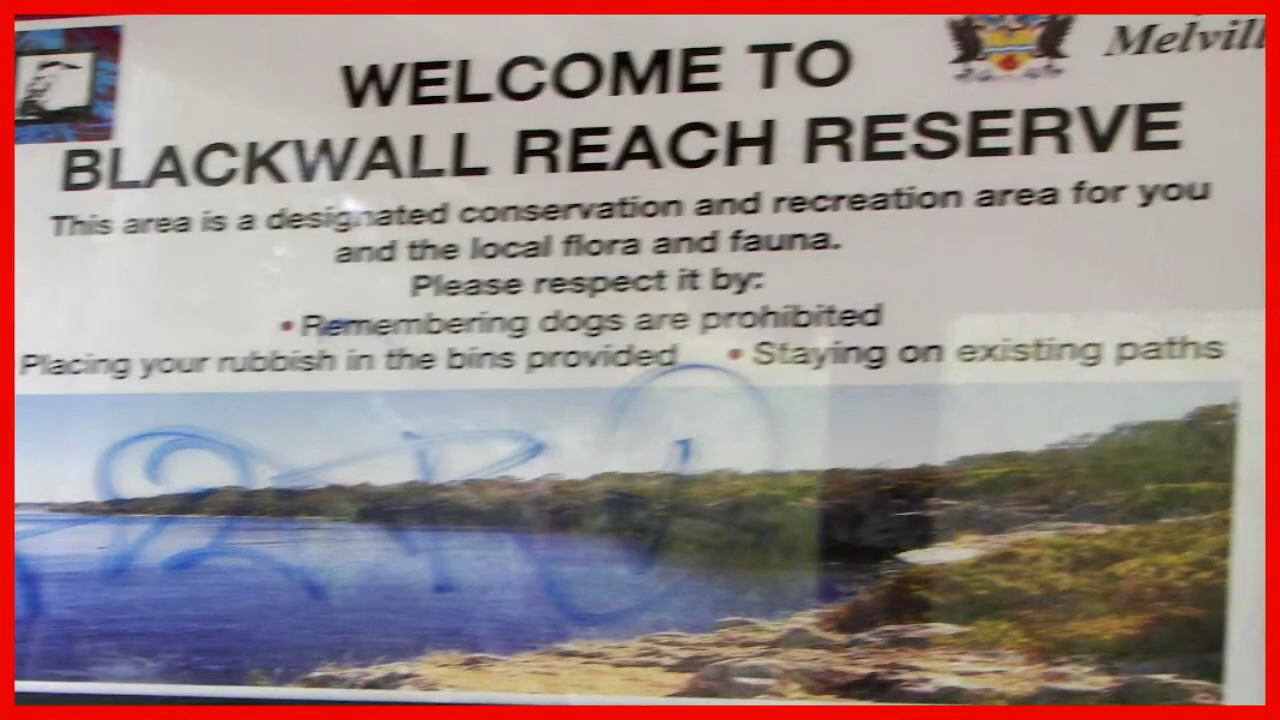 Melvill
WELCOME TO
BLACKWALL REACH RESERVE
This area is a designated conservation and recreation area for you
and the local flora and fauna.
Please respect it by:
• Remembering dogs are prohibited
Placing your rubbish in the bins provided • Staying on existing paths